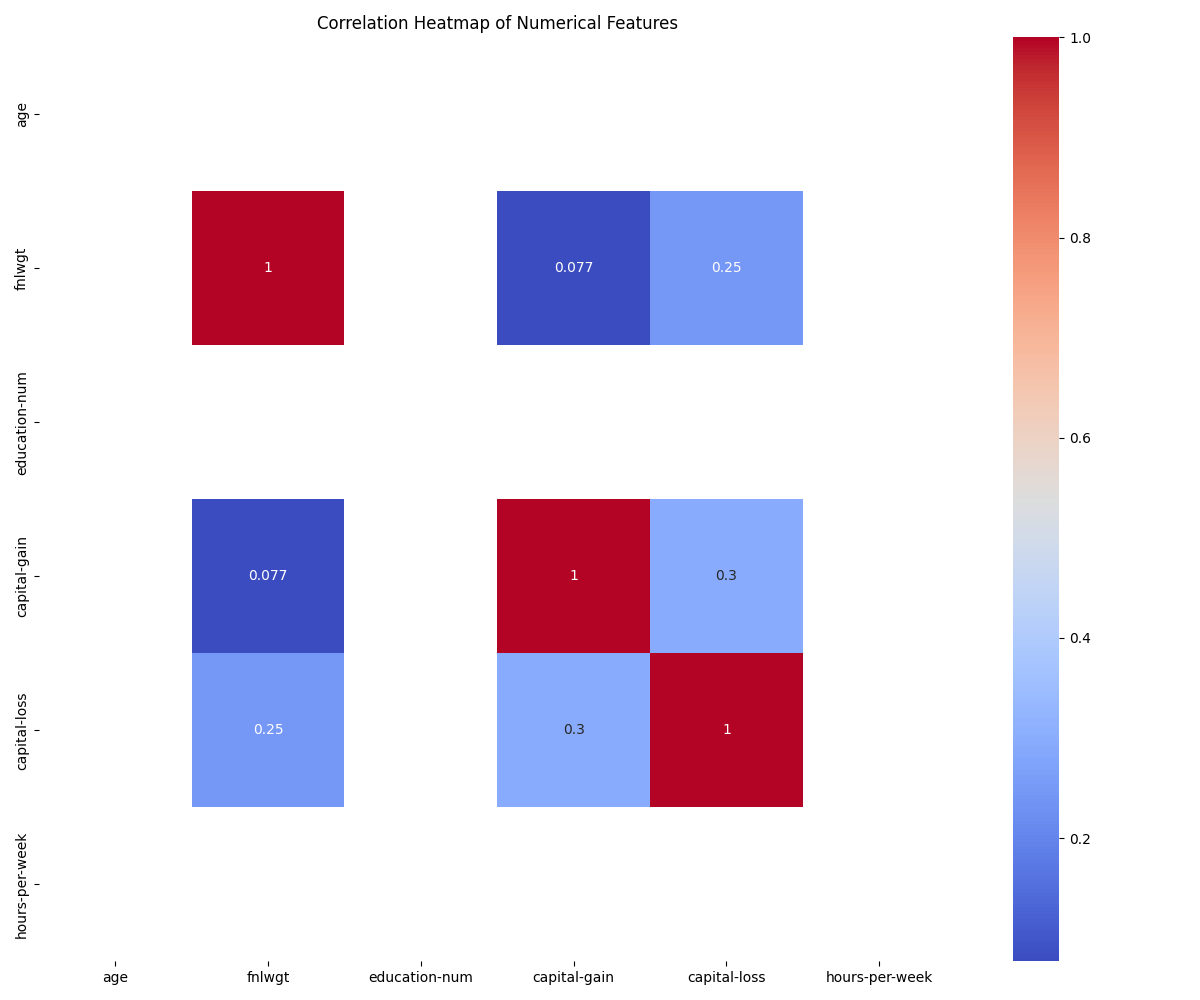 Correlation Heatmap of Numerical Features
age
fnlwgt
education-num
capital-gain
capital-loss
hours-per-week
1 0.077 0.25
0.077 1 0.3
0.25 0.3 1
age fnlwgt education-num capital-gain capital-loss hours-per-week
1.0
0.8
0.6
0.4
0.2